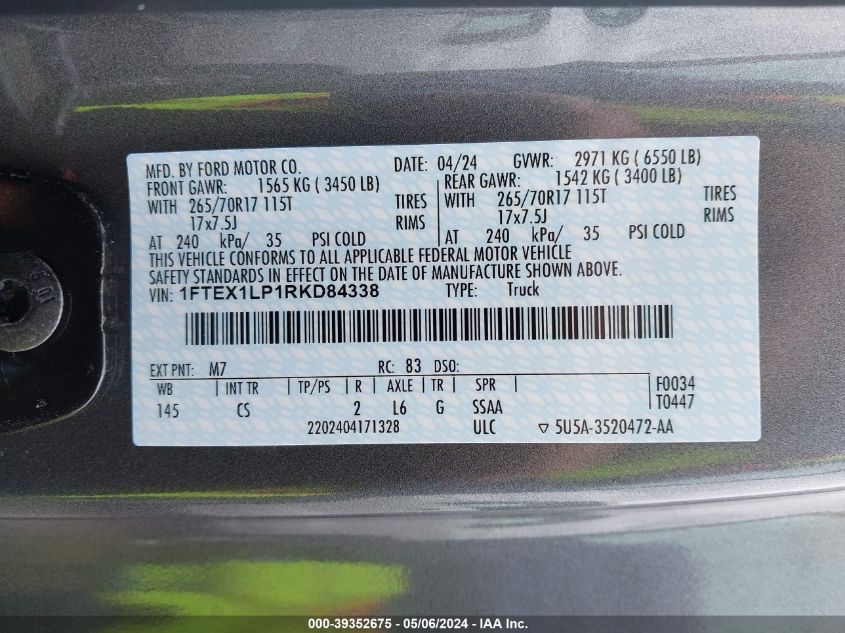 MFD. BY FORD MOTOR CO. DATE: 04/24 GVWR: 2971 KG ( 6550 LB)
FRONT GAWR: 1565 KG ( 3450 LB) REAR GAWR: 1542 KG ( 3400 LB)
WITH 265/70R17 115T TIRES WITH 265/70R17 115T TIRES
17x7.5J RIMS 17x7.5J RIMS
AT 240 kPa/ 35 PSI COLD AT 240 kPa/ 35 PSI COLD
THIS VEHICLE CONFORMS TO ALL APPLICABLE FEDERAL MOTOR VEHICLE
SAFETY STANDARDS IN EFFECT ON THE DATE OF MANUFACTURE SHOWN ABOVE.
VIN: 1FTEX1LP1RKD84338 TYPE: Truck
EXT PNT: M7 RC: 83 DSO:
WB INT TR TP/PS R AXLE TR SPR F0034
145 CS 2 L6 G SSAA T0447
2202404171328 ULC ▽ 5U5A-3520472-AA
000-39352675 / 05/06/2024 - IAA Inc.